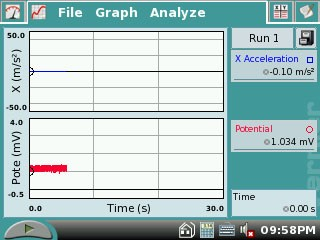 File Graph Analyze
50.0
X (m/s²)
-50.0
4.0
Pote (mV)
-0.5
0.0 Time (s) 30.0
Run 1
X Acceleration
-0.10 m/s²
Potential
1.034 mV
Time
0.00 s
09:58PM